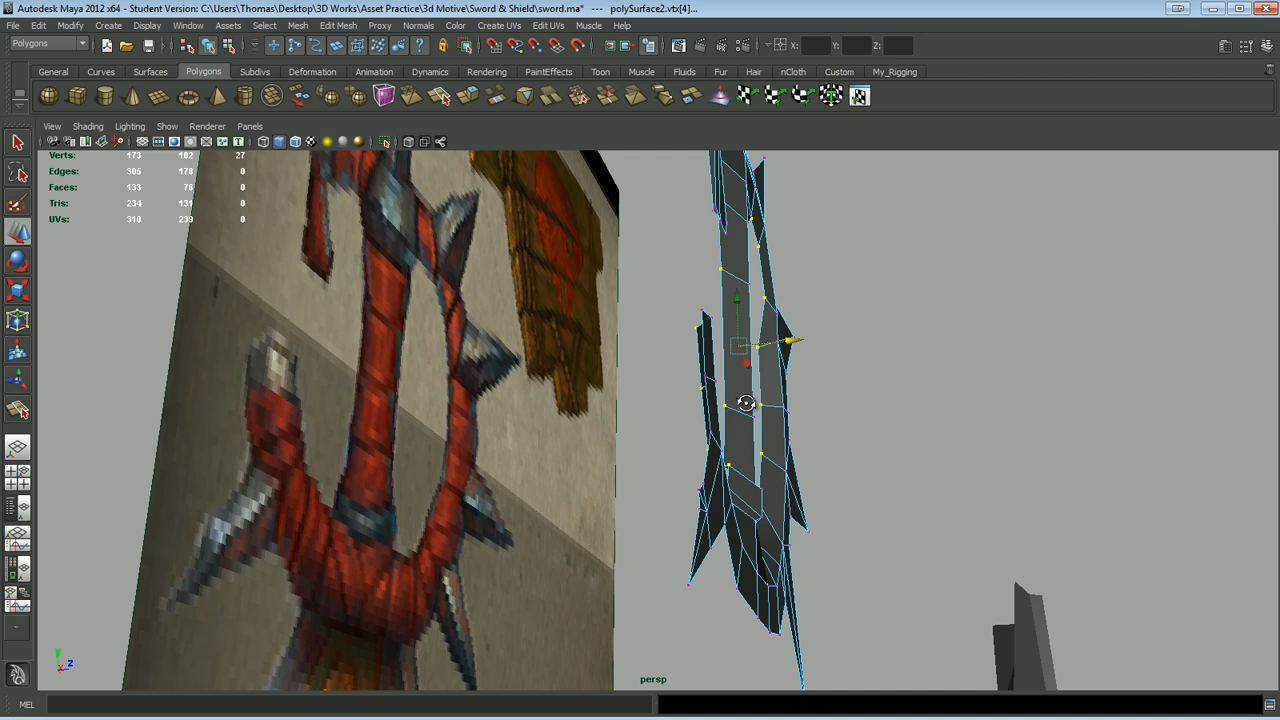 Autodesk Maya 2012 x64 - Student Version: C:\Users\Thomas\Desktop\3D Works\Asset Practice\3d Motive\Sword & Shield\sword.ma* --- polySurface2.vtx[4]...
File Edit Modify Create Display Window Assets Select Mesh Edit Mesh Proxy Normals Color Create UVs Edit UVs Muscle Help
Polygons X: Y: Z:
General Curves Surfaces Polygons Subdivs Deformation Animation Dynamics Rendering PaintEffects Toon Muscle Fluids Fur Hair nCloth Custom My_Rigging
View Shading Lighting Show Renderer Panels
Verts: 173 102 27
Edges: 305 178 0
Faces: 133 76 0
Tris: 234 131 0
UVs: 310 239 0
y
z
x
persp
MEL